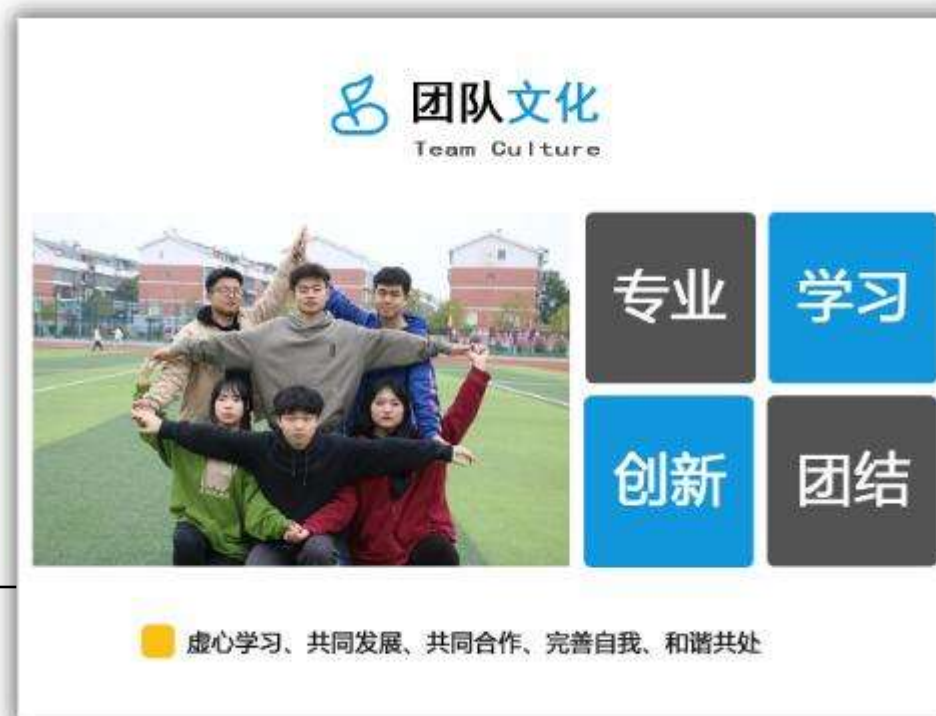 团队文化
Team Culture
专业
学习
创新
团结
虚心学习、共同发展、共同合作、完善自我、和谐共处